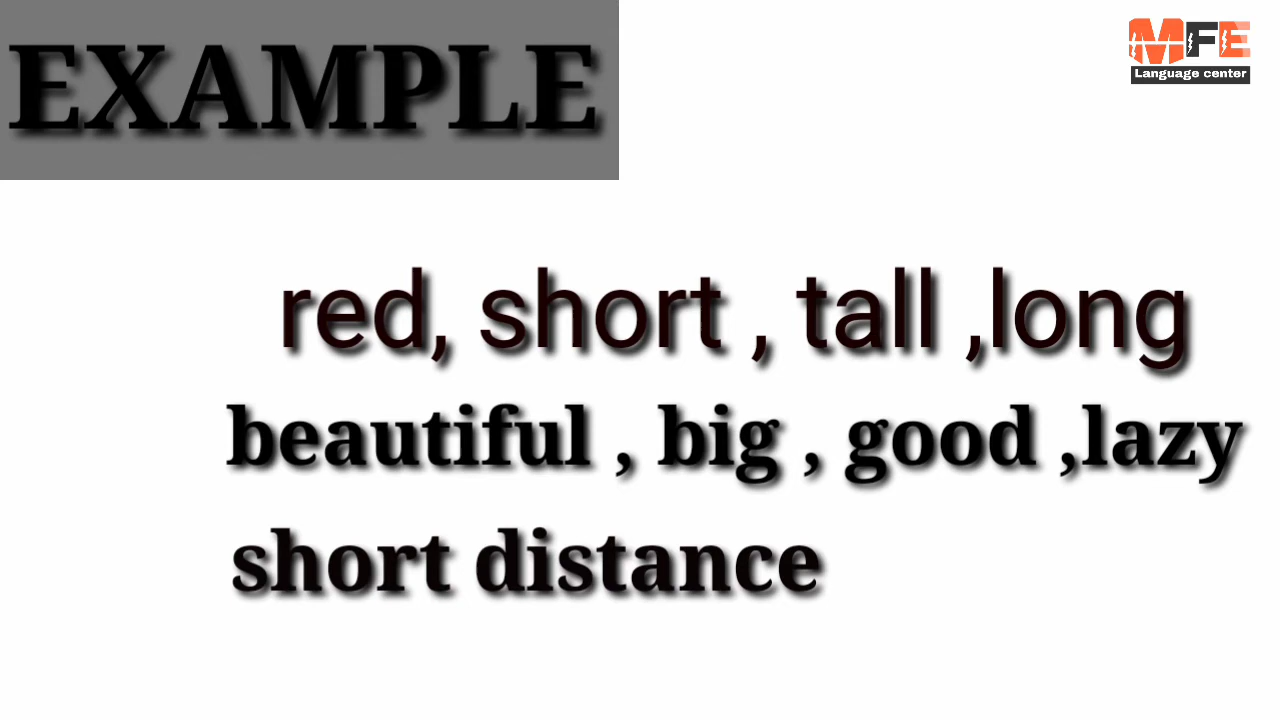 EXAMPLE
MFE
Language center
red, short , tall ,long
beautiful , big , good ,lazy
short distance